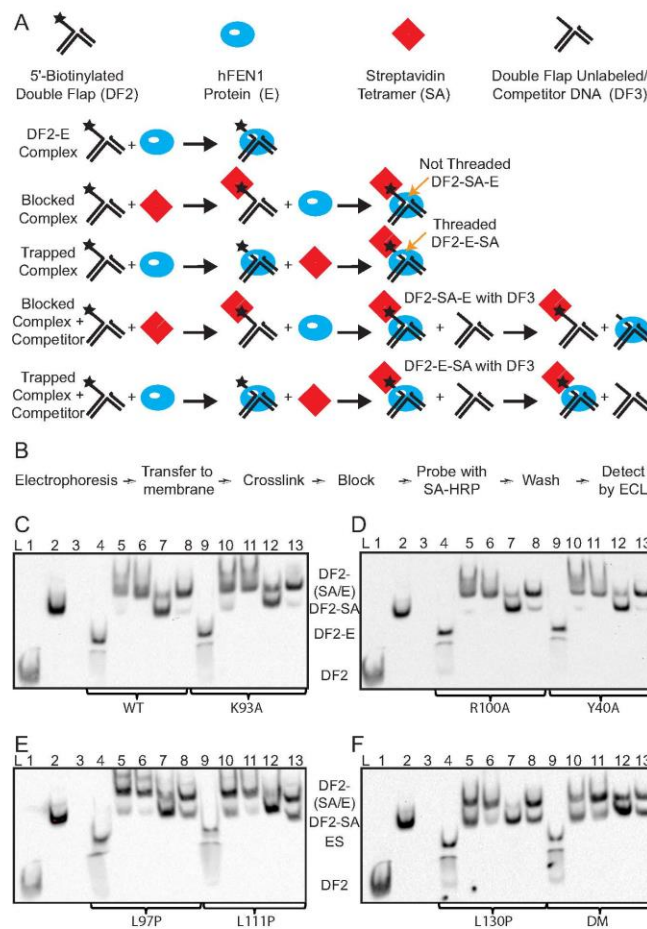 A
5'-Biotinylated
Double Flap (DF2)
hFEN1
Protein (E)
Streptavidin
Tetramer (SA)
Double Flap Unlabeled/
Competitor DNA (DF3)
DF2-E
Complex
+
Blocked
Complex
+
+
Not Threaded
DF2-SA-E
Trapped
Complex
+
+
Threaded
DF2-E-SA
Blocked
Complex +
Competitor
+
+
DF2-SA-E with DF3
+
+
Trapped
Complex +
Competitor
+
+
DF2-E-SA with DF3
+
+
B
Electrophoresis
Transfer to
membrane
Crosslink
Block
Probe with
SA-HRP
Wash
Detect
by ECL
C
L 1 2 3 4 5 6 7 8 9 10 11 12 13
WT
K93A
DF2-
(SA/E)
DF2-SA
DF2-E
DF2
D
L 1 2 3 4 5 6 7 8 9 10 11 12 13
R100A
Y40A
E
L 1 2 3 4 5 6 7 8 9 10 11 12 13
L97P
L111P
DF2-
(SA/E)
DF2-SA
ES
DF2
F
L 1 2 3 4 5 6 7 8 9 10 11 12 13
L130P
DM